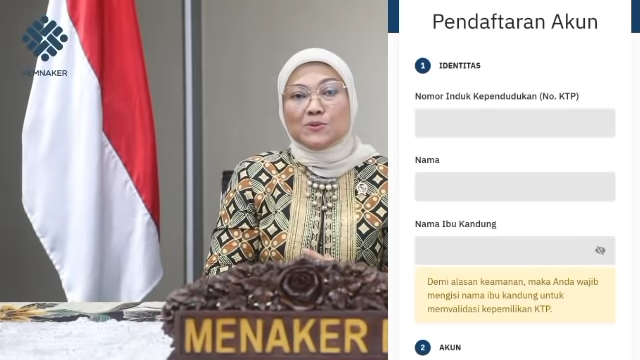 KEMNAKER
MENAKER
Pendaftaran Akun
1 IDENTITAS
Nomor Induk Kependudukan (No. KTP)
Nama
Nama Ibu Kandung
Demi alasan keamanan, maka Anda wajib
mengisi nama ibu kandung untuk
memvalidasi kepemilikan KTP.
2 AKUN